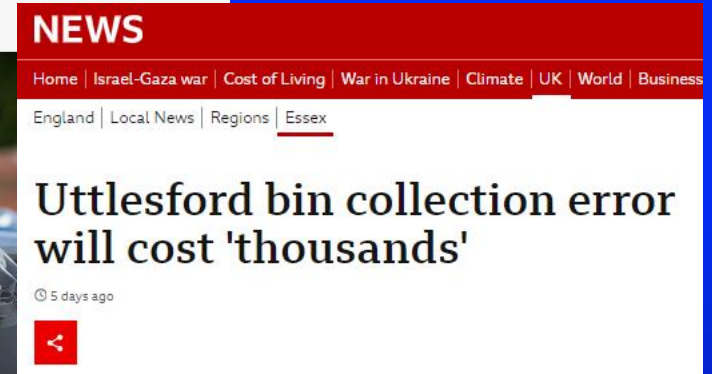 NEWS
Home | Israel-Gaza war | Cost of Living | War in Ukraine | Climate | UK | World | Business
England | Local News | Regions | Essex
Uttlesford bin collection error
will cost 'thousands'
5 days ago